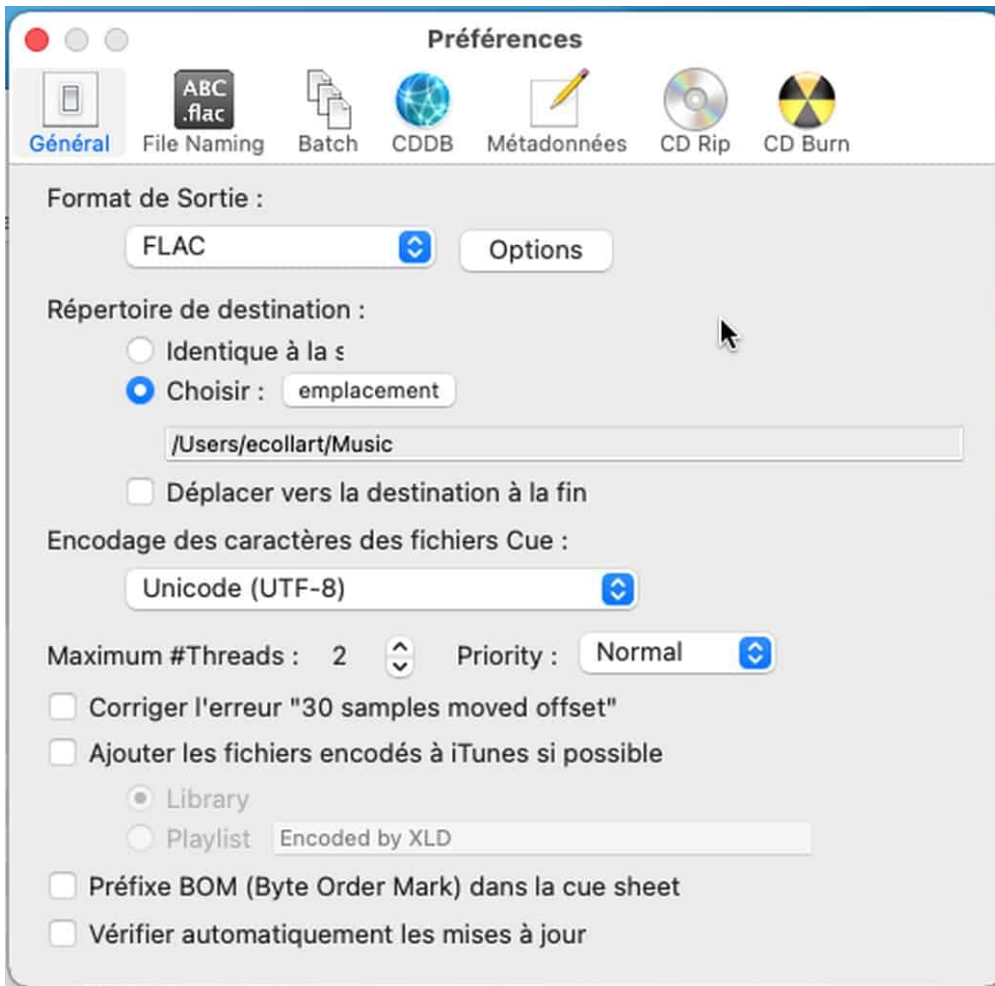 Préférences
ABC
.flac
Général File Naming Batch CDDB Métadonnées CD Rip CD Burn
Format de Sortie :
FLAC Options
Répertoire de destination :
Identique à la s
Choisir : emplacement
/Users/ecollart/Music
Déplacer vers la destination à la fin
Encodage des caractères des fichiers Cue :
Unicode (UTF-8)
Maximum #Threads : 2 Priority : Normal
Corriger l'erreur "30 samples moved offset"
Ajouter les fichiers encodés à iTunes si possible
Library
Playlist Encoded by XLD
Préfixe BOM (Byte Order Mark) dans la cue sheet
Vérifier automatiquement les mises à jour